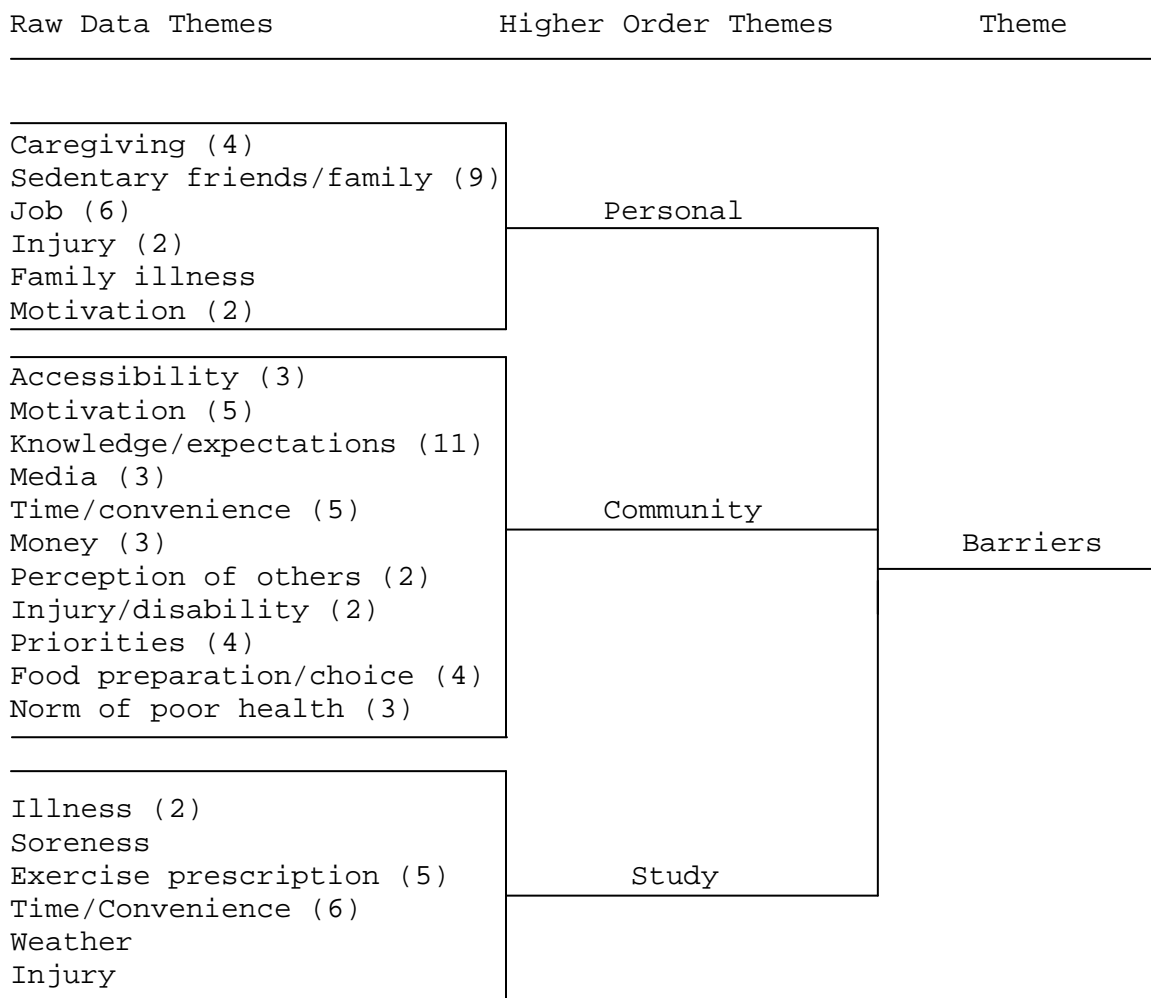 Raw Data Themes Higher Order Themes Theme
Caregiving (4)
Sedentary friends/family (9)
Job (6) Personal
Injury (2)
Family illness
Motivation (2)
Accessibility (3)
Motivation (5)
Knowledge/expectations (11)
Media (3)
Time/convenience (5) Community
Money (3) Barriers
Perception of others (2)
Injury/disability (2)
Priorities (4)
Food preparation/choice (4)
Norm of poor health (3)
Illness (2)
Soreness
Exercise prescription (5) Study
Time/Convenience (6)
Weather
Injury